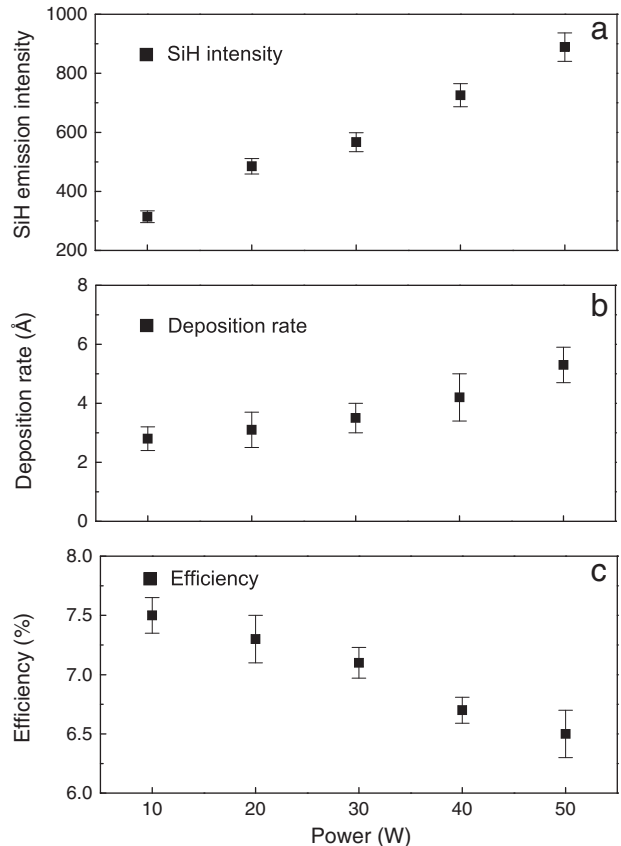 a
1000
800
600
400
200
SiH emission intensity
SiH intensity
b
8
6
4
2
0
Deposition rate (Å)
Deposition rate
c
8.0
7.5
7.0
6.5
6.0
Efficiency (%)
Efficiency
10 20 30 40 50
Power (W)